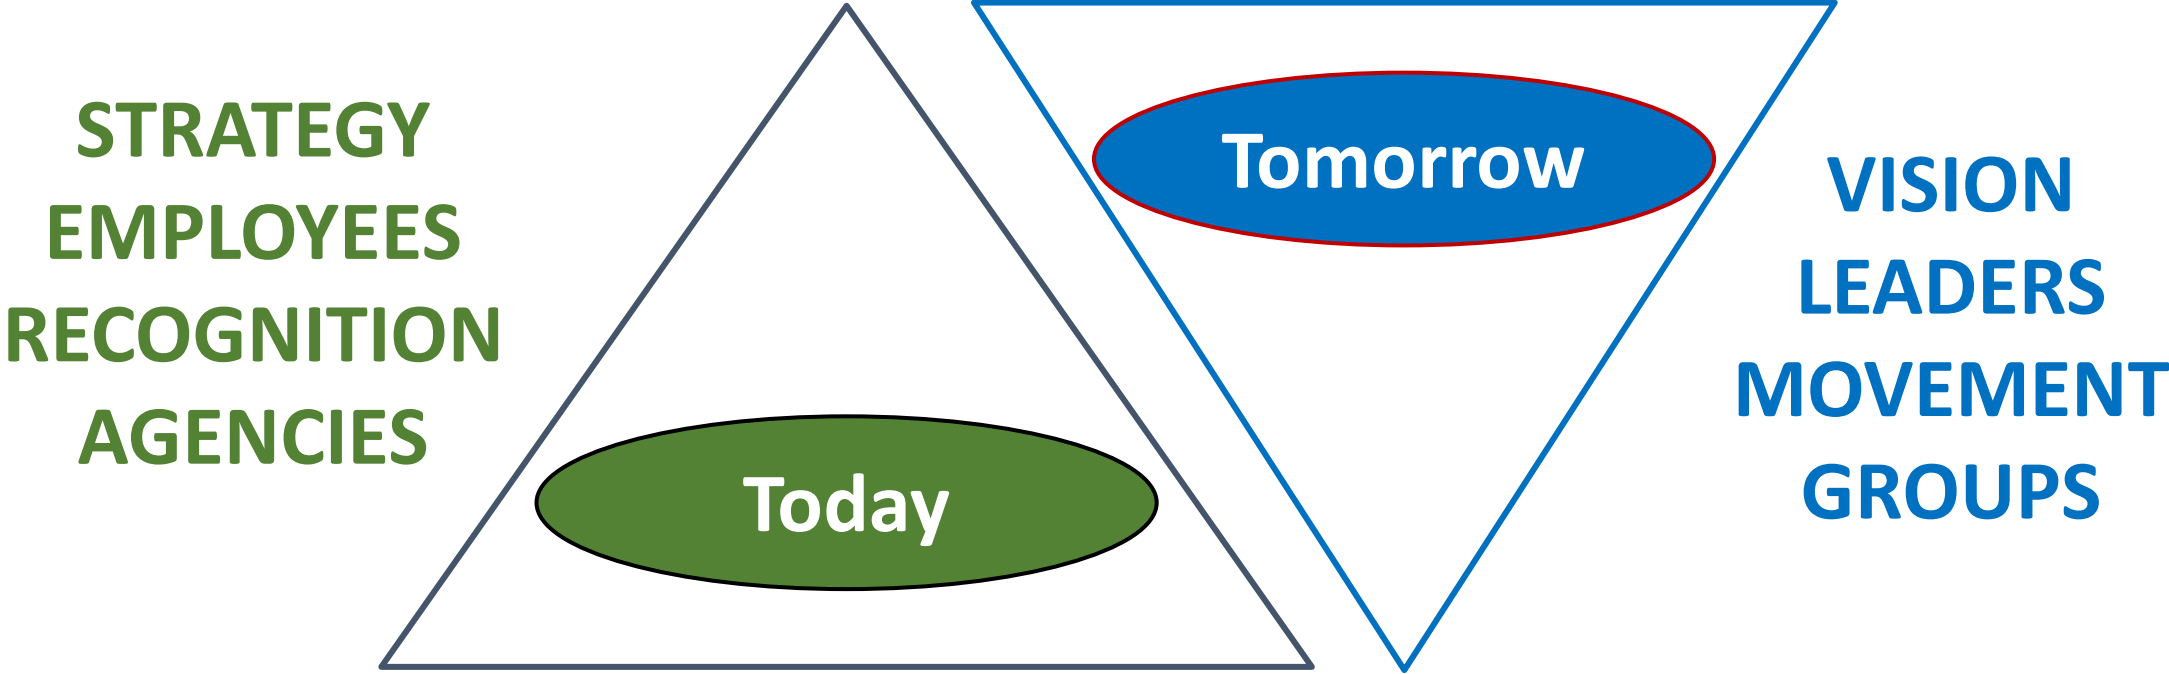 STRATEGY
EMPLOYEES
RECOGNITION
AGENCIES
Today
Tomorrow
VISION
LEADERS
MOVEMENT
GROUPS